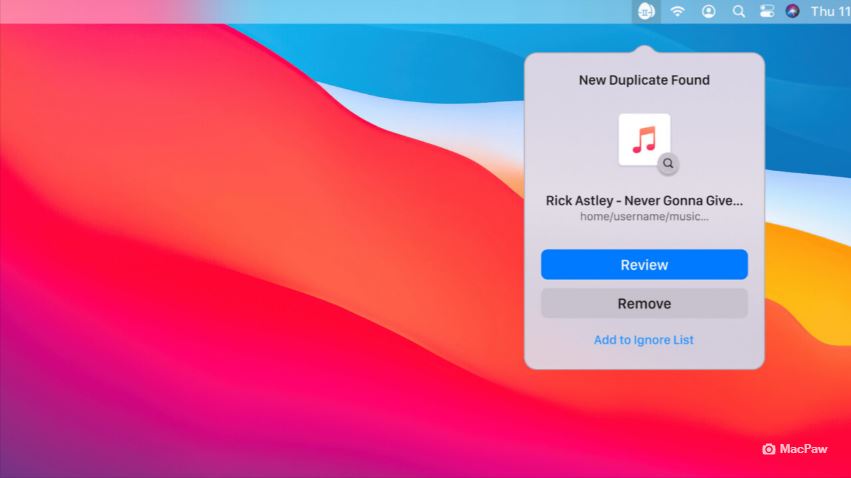 Thu 11
New Duplicate Found
Rick Astley - Never Gonna Give...
home/username/music...
Review
Remove
Add to Ignore List
MacPaw